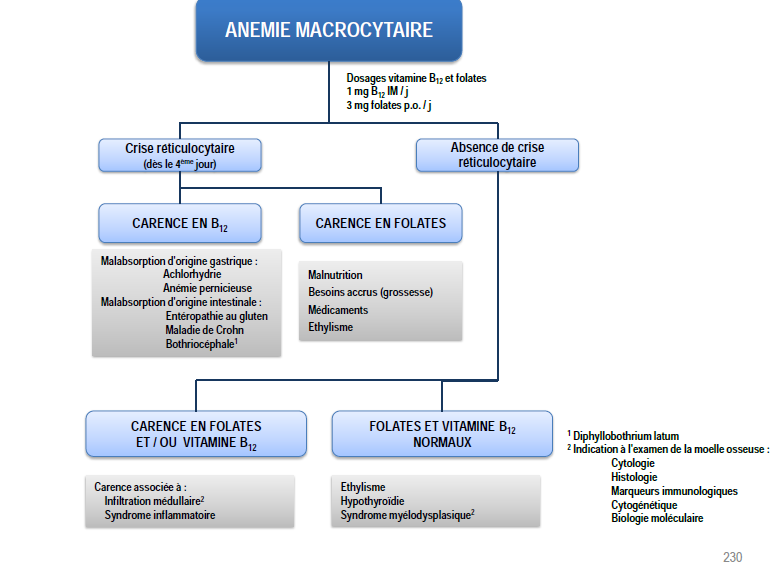 ANEMIE MACROCYTAIRE
Dosages vitamine B12 et folates
1 mg B12 IM / j
3 mg folates p.o. / j
Crise réticulocytaire
(dès le 4ème jour)
Absence de crise
réticulocytaire
CARENCE EN B12
CARENCE EN FOLATES
Malabsorption d'origine gastrique :
Achlorhydrie
Anémie pernicieuse
Malabsorption d'origine intestinale :
Entéropathie au gluten
Maladie de Crohn
Bothriocéphale1
Malnutrition
Besoins accrus (grossesse)
Médicaments
Ethylisme
CARENCE EN FOLATES
ET / OU VITAMINE B12
FOLATES ET VITAMINE B12
NORMAUX
Carence associée à :
Infiltration médullaire2
Syndrome inflammatoire
Ethylisme
Hypothyroïdie
Syndrome myélodysplasique2
1 Diphyllobothrium latum
2 Indication à l'examen de la moelle osseuse :
Cytologie
Histologie
Marqueurs immunologiques
Cytogénétique
Biologie moléculaire
230